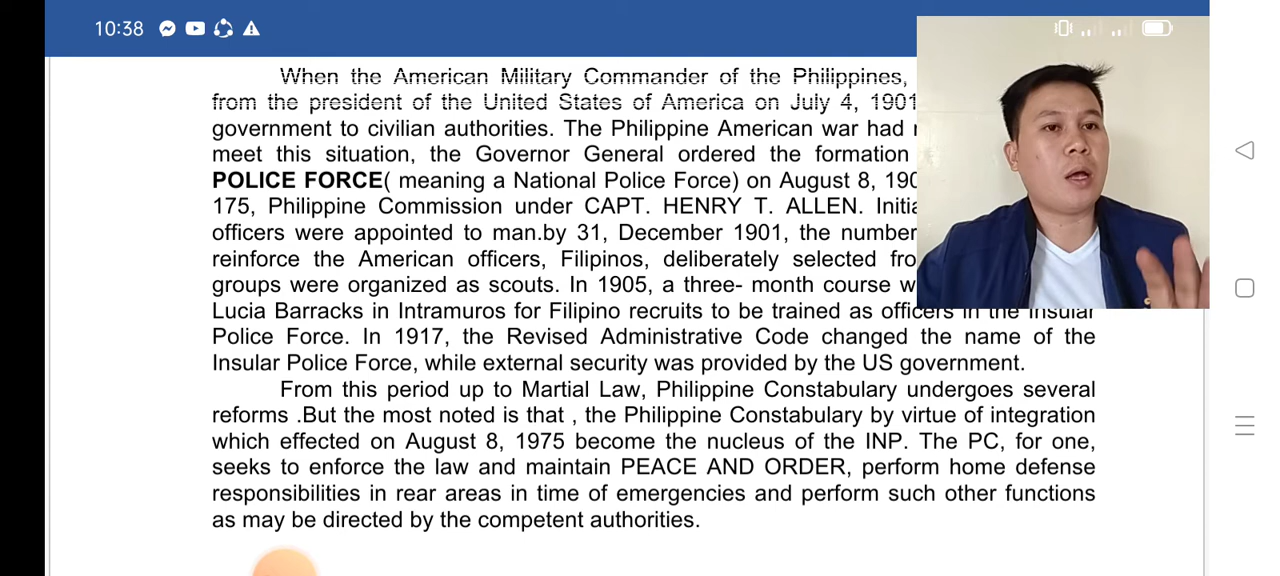 10:38
When the American Military Commander of the Philippines,
from the president of the United States of America on July 4, 1901
government to civilian authorities. The Philippine American war had
meet this situation, the Governor General ordered the formation
POLICE FORCE( meaning a National Police Force) on August 8, 190
175, Philippine Commission under CAPT. HENRY T. ALLEN. Initia
officers were appointed to man.by 31, December 1901, the number
reinforce the American officers, Filipinos, deliberately selected fro
groups were organized as scouts. In 1905, a three- month course w
Lucia Barracks in Intramuros for Filipino recruits to be trained as officers in the Insular
Police Force. In 1917, the Revised Administrative Code changed the name of the
Insular Police Force, while external security was provided by the US government.
From this period up to Martial Law, Philippine Constabulary undergoes several
reforms .But the most noted is that , the Philippine Constabulary by virtue of integration
which effected on August 8, 1975 become the nucleus of the INP. The PC, for one,
seeks to enforce the law and maintain PEACE AND ORDER, perform home defense
responsibilities in rear areas in time of emergencies and perform such other functions
as may be directed by the competent authorities.